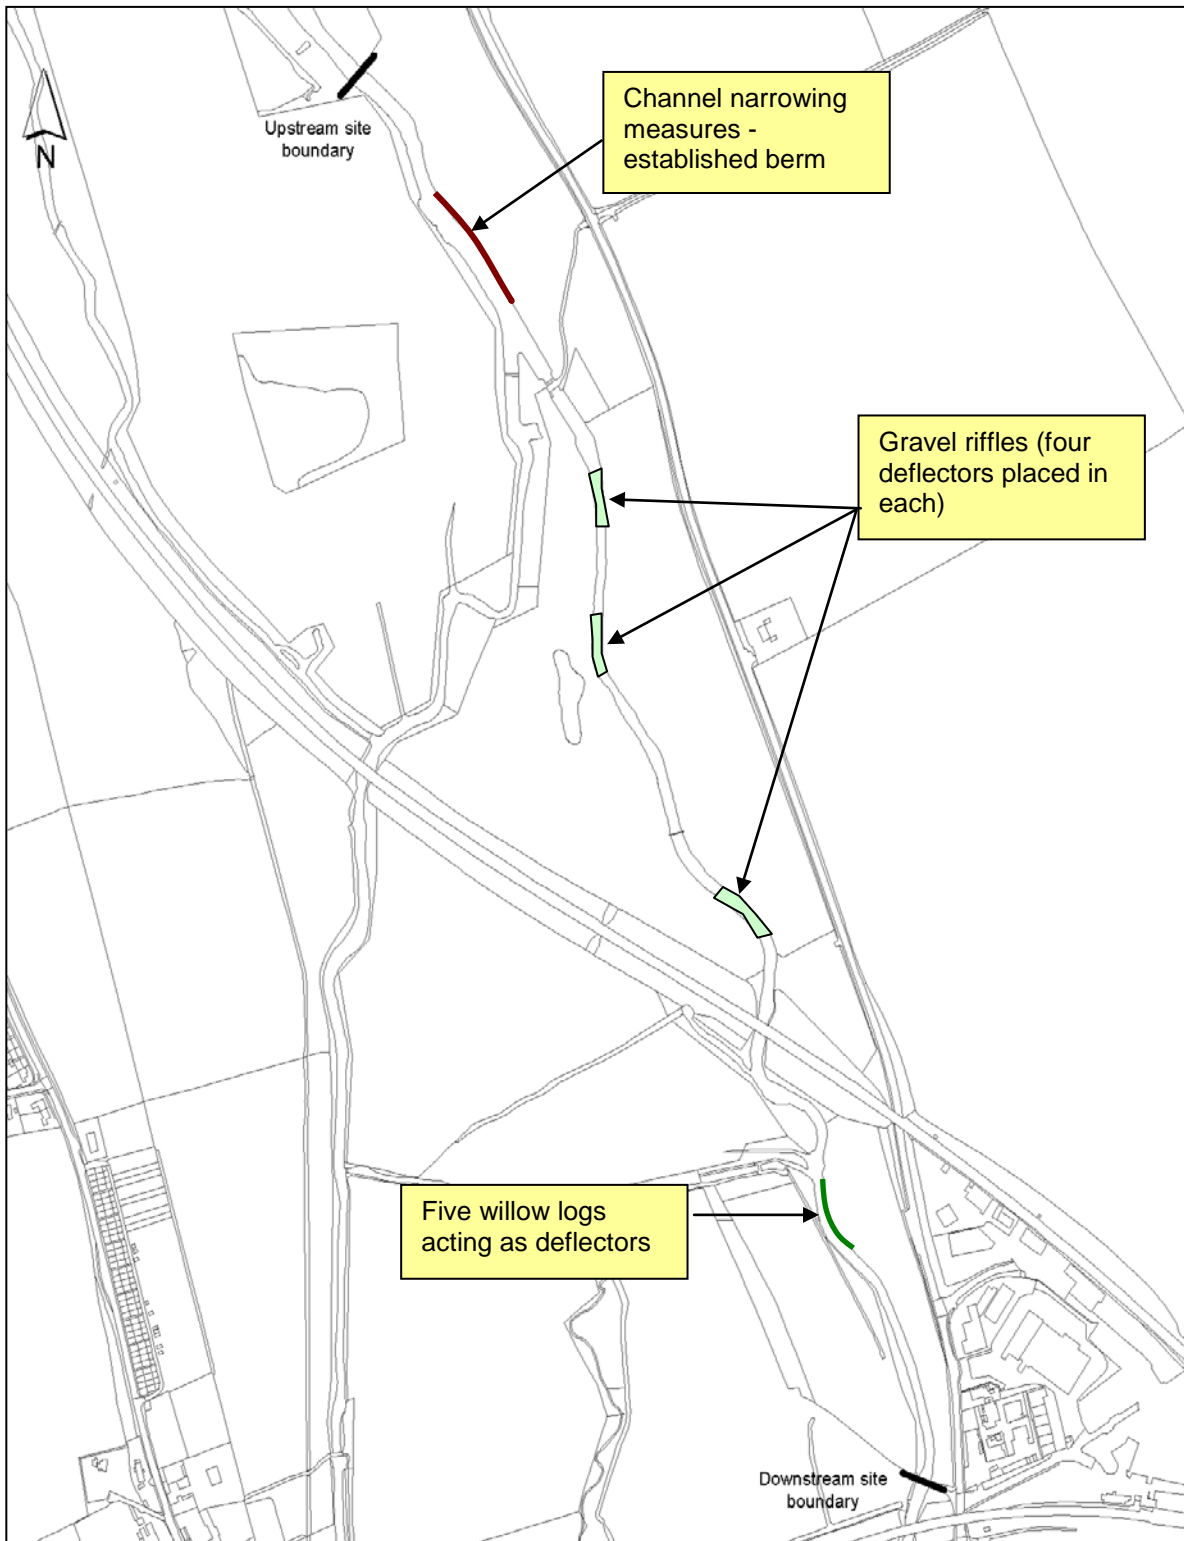 N
Upstream site
boundary
Channel narrowing
measures -
established berm
Gravel riffles (four
deflectors placed in
each)
Five willow logs
acting as deflectors
Downstream site
boundary